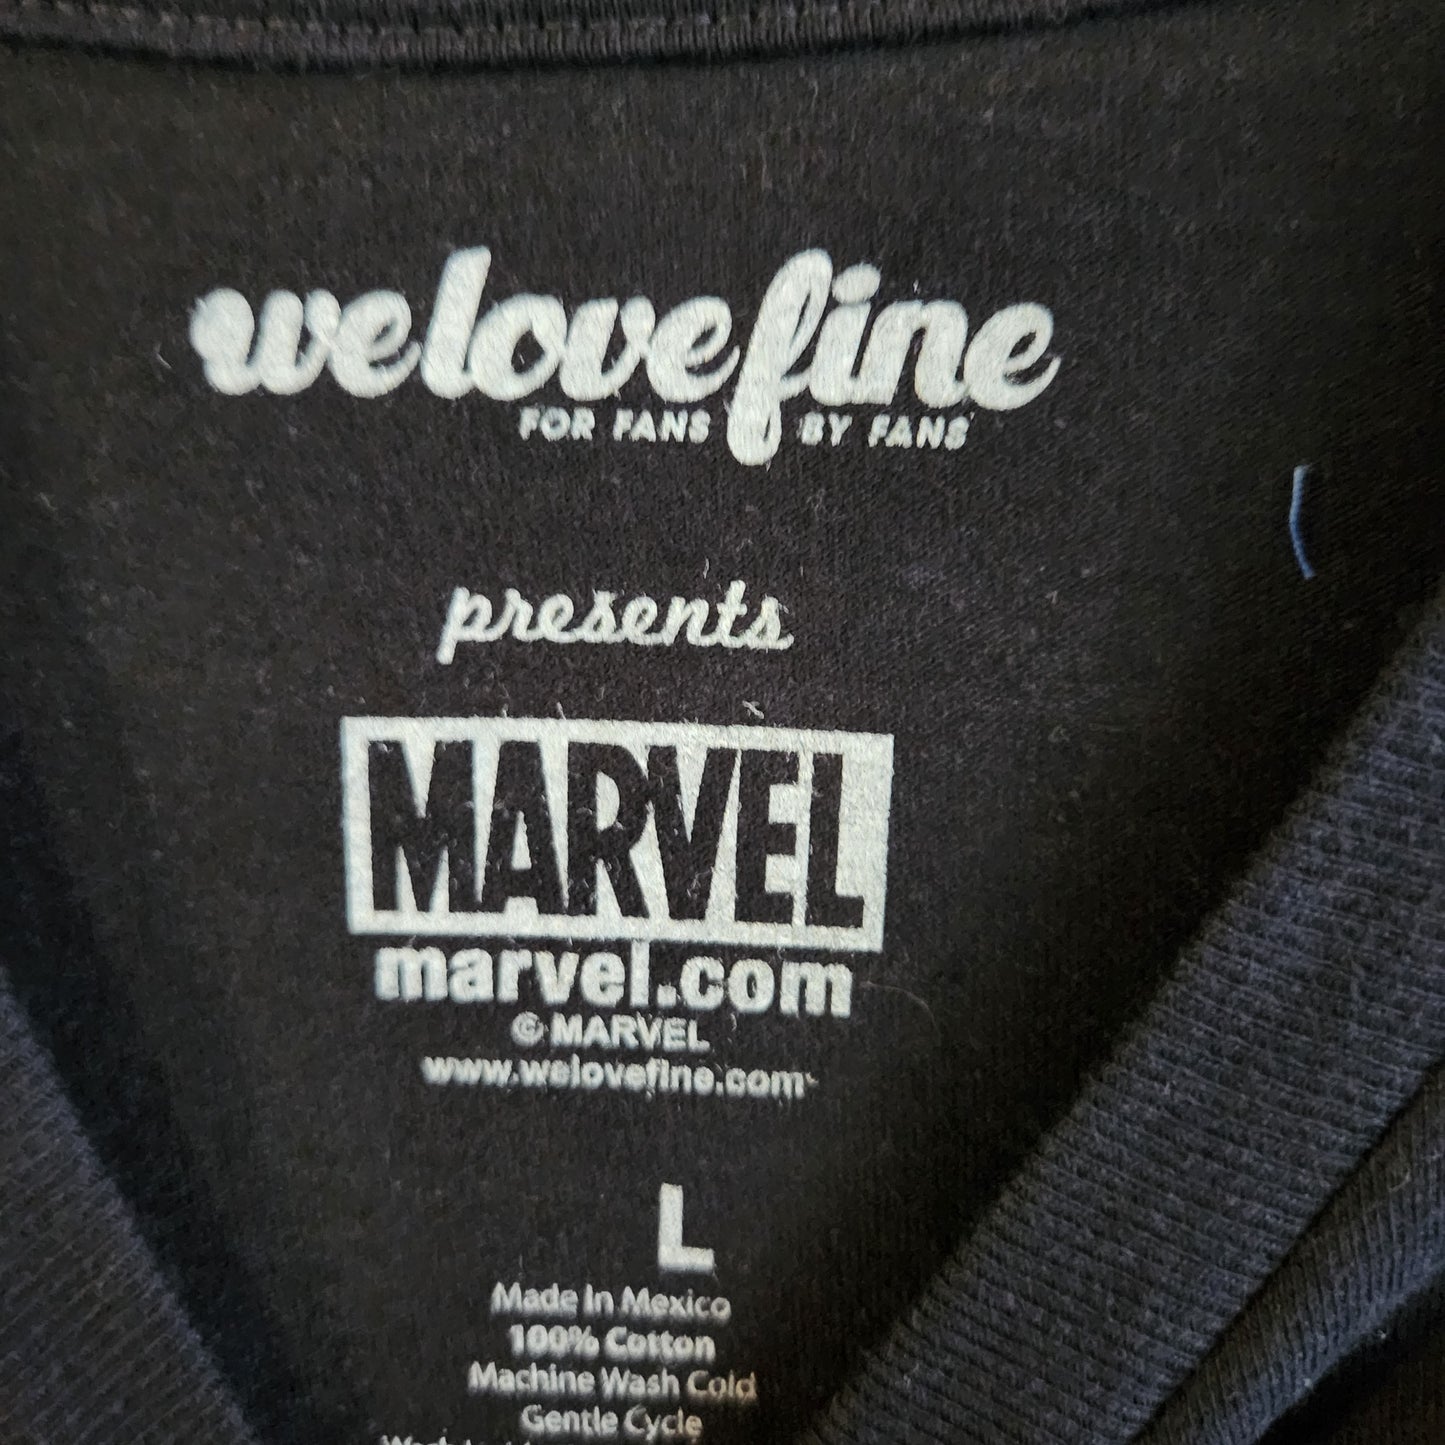 welovefine
FOR FANS BY FANS
presents
MARVEL
marvel.com
© MARVEL
www.welovefine.com
L
Made In Mexico
100% Cotton
Machine Wash Cold
Gentle Cycle